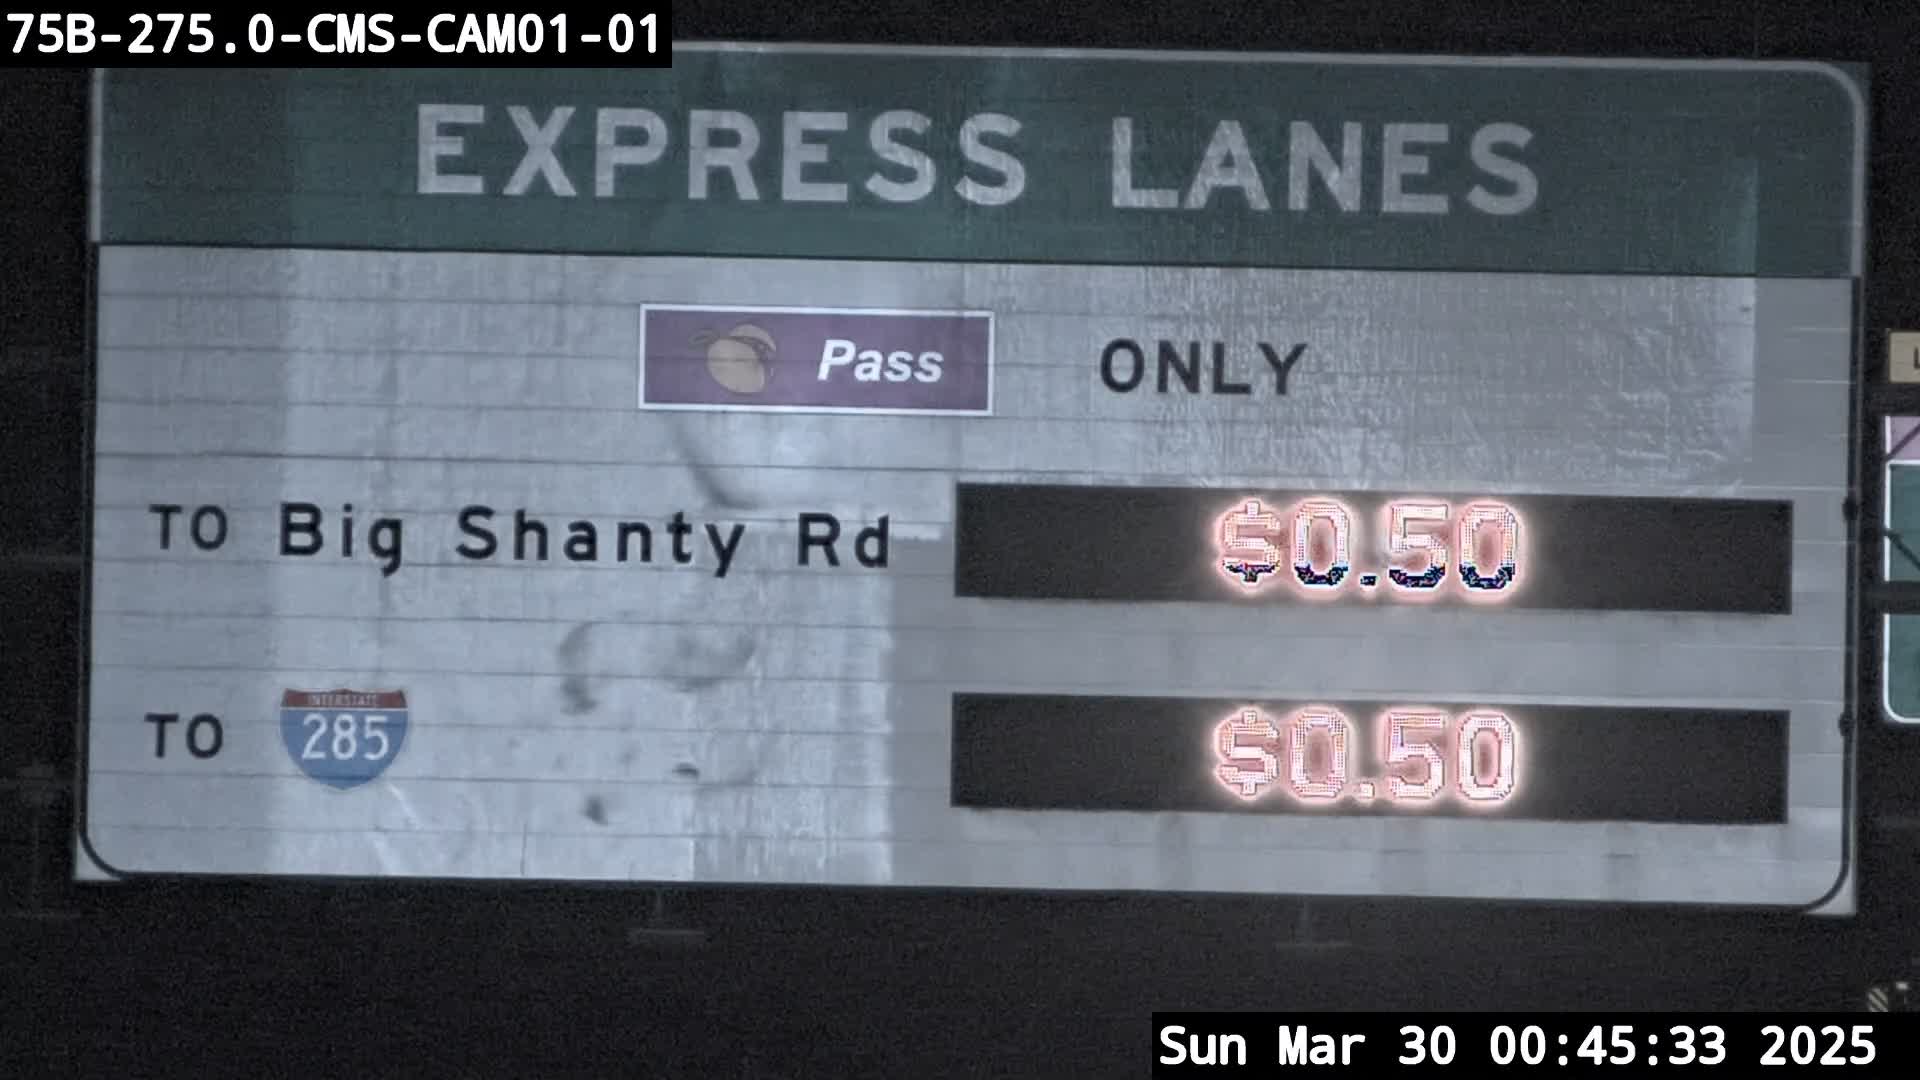 75B-275.0-CMS-CAM01-01
EXPRESS LANES
Pass ONLY
TO Big Shanty Rd $0.50
TO INTERSTATE 285 $0.50
Sun Mar 30 00:45:33 2025